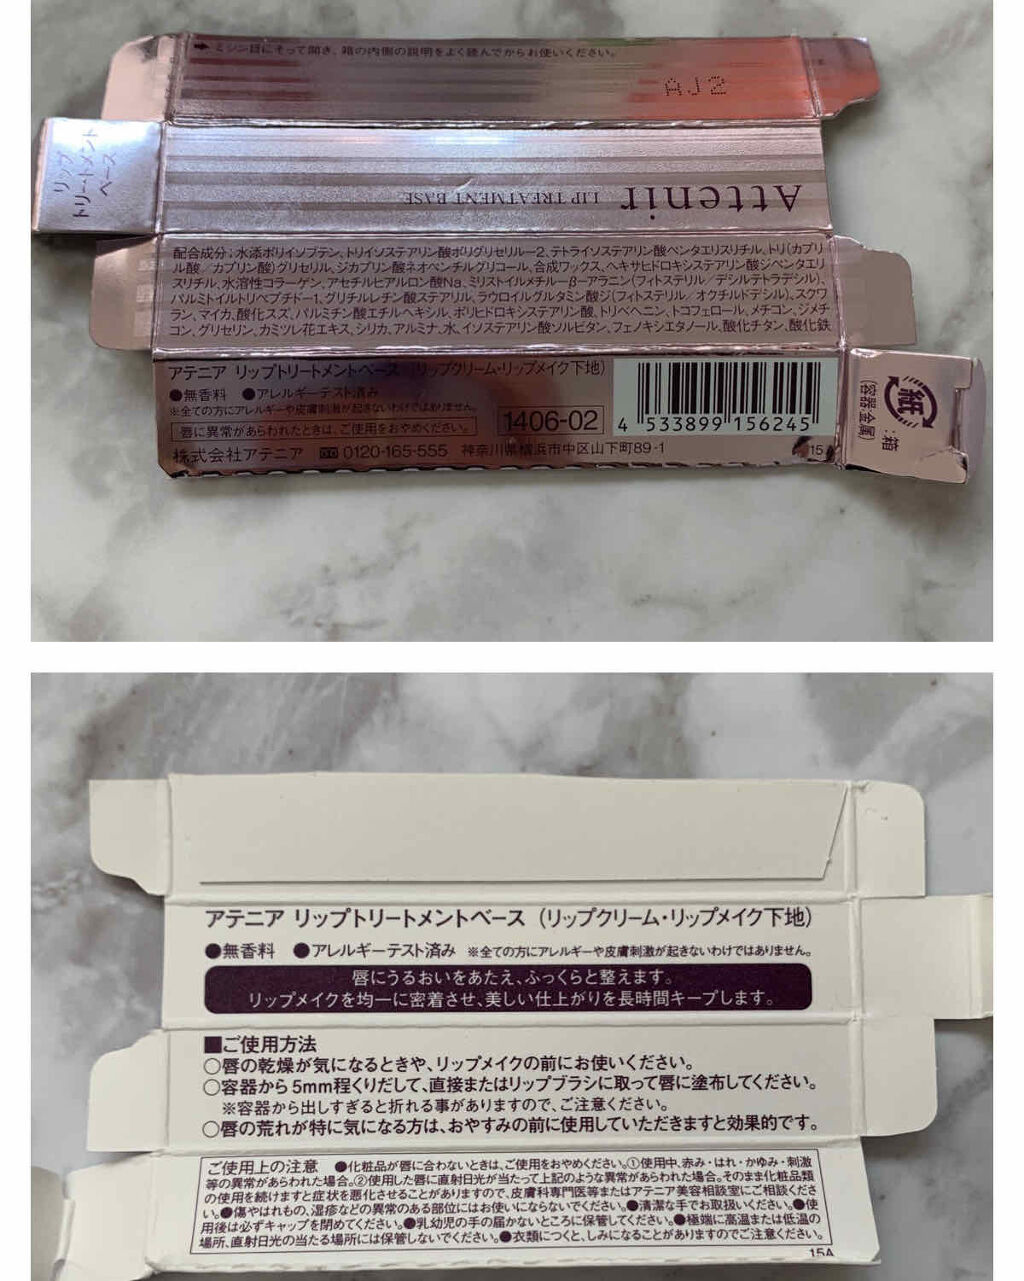 ➡ ミシン目にそって開き、箱の内側の説明をよく読んでからお使いください。
AJ2
リップ
トリートメント
ベース
Attenir
LIP TREATMENT BASE
配合成分：水添ポリイソブテン、トリイソステアリン酸ポリグリセリル-2、テトライソステアリン酸ペンタエリスリチル、トリ(カプリ
ル酸／カプリン酸)グリセリル、ジカプリン酸ネオペンチルグリコール、合成ワックス、ヘキサヒドロキシステアリン酸ジペンタエリ
スリチル、水溶性コラーゲン、アセチルヒアルロン酸Na、ミリストイルメチル-β-アラニン(フィトステリル／デシルテトラデシル)、
パルミトイルトリペプチド-1、グリチルレチン酸ステアリル、ラウロイルグルタミン酸ジ(フィトステリル／オクチルドデシル)、スクワ
ラン、マイカ、酸化スズ、パルミチン酸エチルヘキシル、ポリヒドロキシステアリン酸、トリベヘニン、トコフェロール、メチコン、ジメチ
コン、グリセリン、カミツレ花エキス、シリカ、アルミナ、水、イソステアリン酸ソルビタン、フェノキシエタノール、酸化チタン、酸化鉄
アテニア リップトリートメントベース (リップクリーム・リップメイク下地)
●無香料 ●アレルギーテスト済み
※全ての方にアレルギーや皮膚刺激が起きないわけではありません。
唇に異常があらわれたときは、ご使用をおやめください。
1406-02
4 533899 156245
株式会社アテニア 0120-165-555 神奈川県横浜市中区山下町89-1
15
紙
：箱
(容器：金属)
アテニア リップトリートメントベース (リップクリーム・リップメイク下地)
●無香料 ●アレルギーテスト済み ※全ての方にアレルギーや皮膚刺激が起きないわけではありません。
唇にうるおいをあたえ、ふっくらと整えます。
リップメイクを均一に密着させ、美しい仕上がりを長時間キープします。
■ご使用方法
○唇の乾燥が気になるときや、リップメイクの前にお使いください。
○容器から5mm程くりだして、直接またはリップブラシに取って唇に塗布してください。
※容器から出しすぎると折れる事がありますので、ご注意ください。
○唇の荒れが特に気になる方は、おやすみの前に使用していただきますと効果的です。
ご使用上の注意 ●化粧品が唇に合わないときは、ご使用をおやめください。①使用中、赤み・はれ・かゆみ・刺激
等の異常があらわれた場合。②使用した唇に直射日光が当たって上記のような異常があらわれた場合。そのまま化粧品類
の使用を続けますと症状を悪化させることがありますので、皮膚科専門医等またはアテニア美容相談室にご相談くださ
い。●傷やはれもの、湿疹などの異常のある部位にはお使いにならないでください。●清潔な手でお取扱いください。●使
用後は必ずキャップを閉めてください。●乳幼児の手の届かないところに保管してください。●極端に高温または低温の
場所、直射日光の当たる場所には保管しないでください。●衣類につくと、しみになることがありますのでご注意ください。
15A